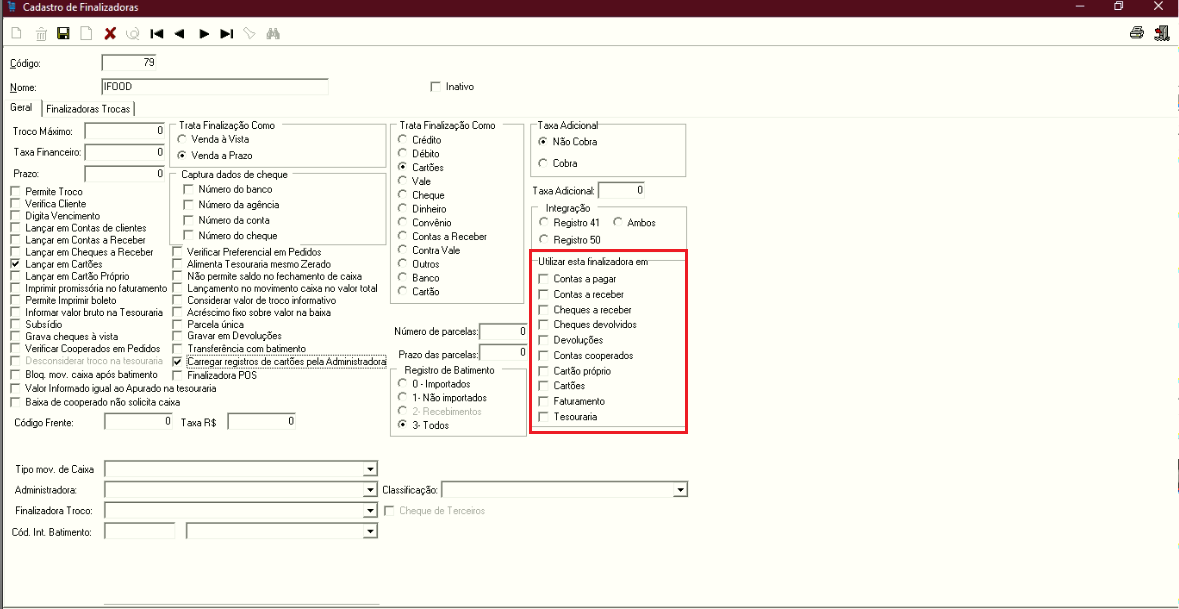 Cadastro de Finalizadoras
Código: 79
Nome: IFOOD
Inativo
Geral
Finalizadoras Trocas
Troco Máximo: 0
Taxa Financeiro: 0
Prazo: 0
Permite Troco
Verifica Cliente
Digita Vencimento
Lançar em Contas de clientes
Lançar em Contas a Receber
Lançar em Cheques a Receber
Lançar em Cartões
Lançar em Cartão Próprio
Imprimir promissória no faturamento
Permite Imprimir boleto
Informar valor bruto na Tesouraria
Subsídio
Grava cheques à vista
Verificar Cooperados em Pedidos
Desconsiderar troco na tesouraria
Bloq. mov. caixa após batimento
Valor Informado igual ao Apurado na tesouraria
Baixa de cooperado não solicita caixa
Trata Finalização Como
Venda à Vista
Venda a Prazo
Captura dados de cheque
Número do banco
Número da agência
Número da conta
Número do cheque
Verificar Preferencial em Pedidos
Alimenta Tesouraria mesmo Zerado
Não permite saldo no fechamento de caixa
Lançamento no movimento caixa no valor total
Considerar valor de troco informativo
Acréscimo fixo sobre valor na baixa
Parcela única
Gravar em Devoluções
Transferência com batimento
Carregar registros de cartões pela Administradora
Finalizadora POS
Trata Finalização Como
Crédito
Débito
Cartões
Vale
Cheque
Dinheiro
Convênio
Contas a Receber
Contra Vale
Outros
Banco
Cartão
Número de parcelas: 0
Prazo das parcelas: 0
Registro de Batimento
0 - Importados
1- Não importados
2- Recebimentos
3- Todos
Taxa Adicional
Não Cobra
Cobra
Taxa Adicional: 0
Integração
Registro 41
Ambos
Registro 50
Utilizar esta finalizadora em
Contas a pagar
Contas a receber
Cheques a receber
Cheques devolvidos
Devoluções
Contas cooperados
Cartão próprio
Cartões
Faturamento
Tesouraria
Código Frente: 0
Taxa R$ 0
Tipo mov. de Caixa
Administradora:
Classificação:
Finalizadora Troco:
Cheque de Terceiros
Cód. Int. Batimento: